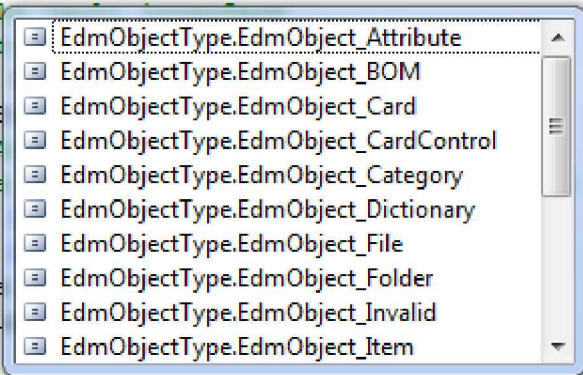 EdmObjectType.EdmObject_Attribute
EdmObjectType.EdmObject_BOM
EdmObjectType.EdmObject_Card
EdmObjectType.EdmObject_CardControl
EdmObjectType.EdmObject_Category
EdmObjectType.EdmObject_Dictionary
EdmObjectType.EdmObject_File
EdmObjectType.EdmObject_Folder
EdmObjectType.EdmObject_Invalid
EdmObjectType.EdmObject_Item